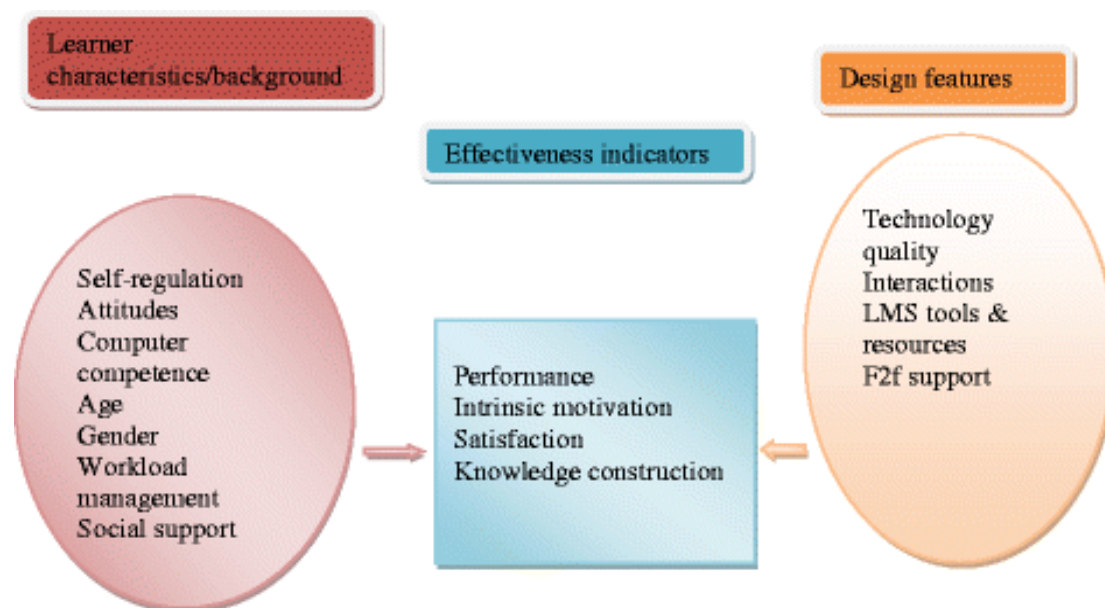 Learner
characteristics/background
Design features
Effectiveness indicators
Self-regulation
Attitudes
Computer
competence
Age
Gender
Workload
management
Social support
Performance
Intrinsic motivation
Satisfaction
Knowledge construction
Technology
quality
Interactions
LMS tools &
resources
F2f support